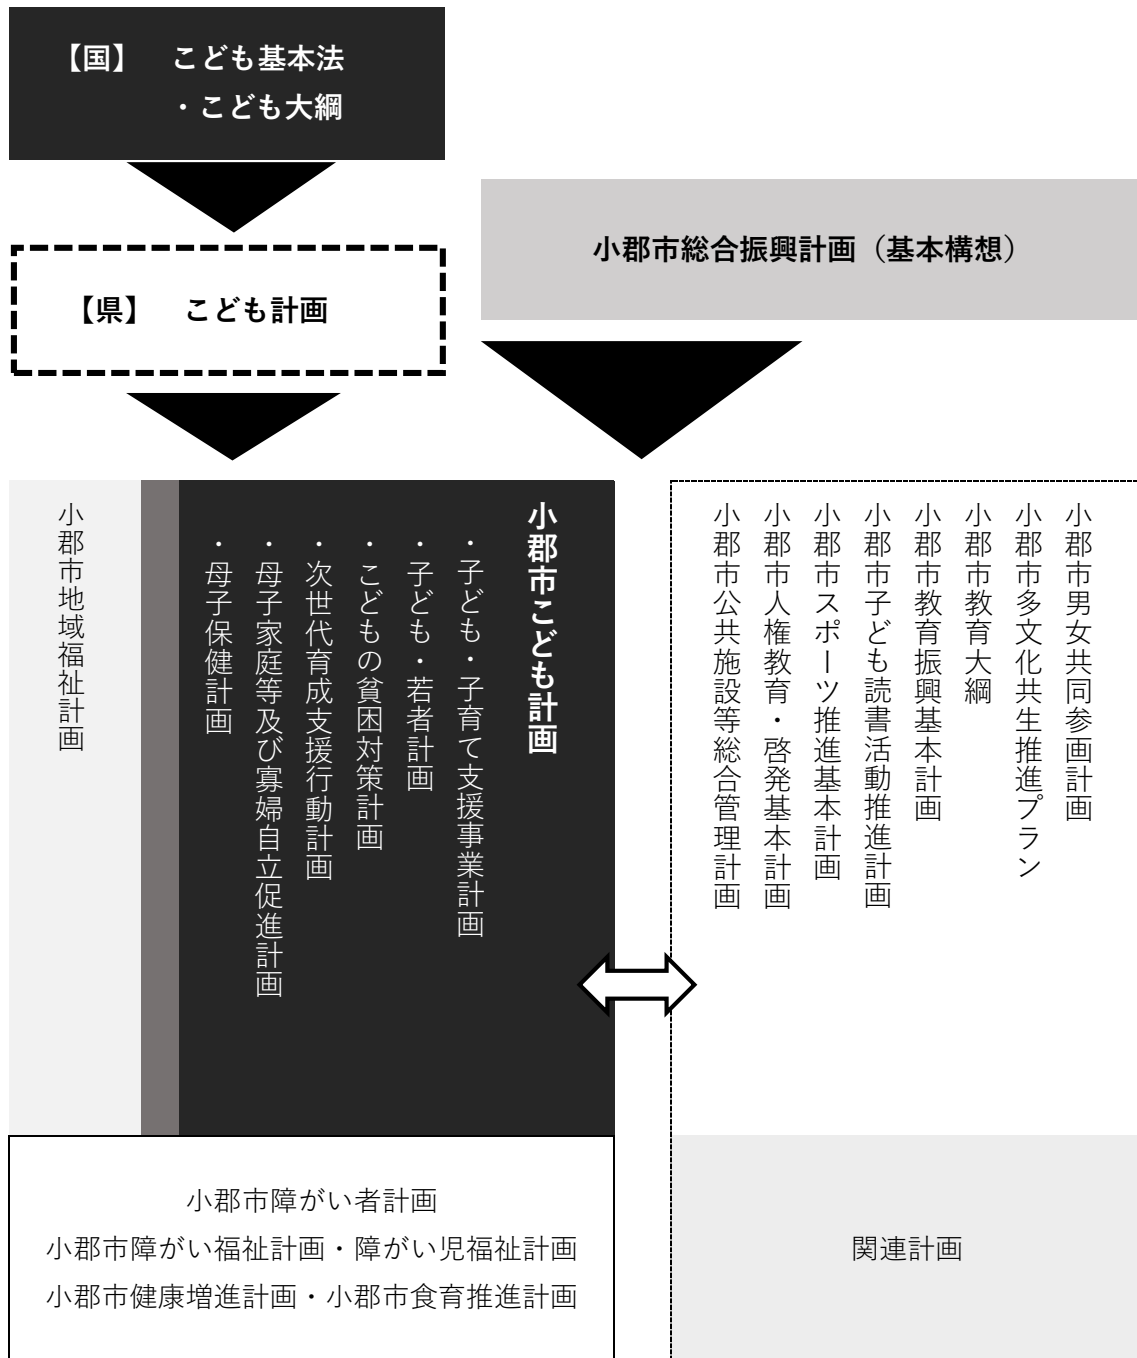 【国】　こども基本法
・こども大綱
小郡市総合振興計画（基本構想）
【県】　こども計画
小郡市男女共同参画計画
小郡市多文化共生推進プラン
小郡市教育大綱
小郡市教育振興基本計画
小郡市子ども読書活動推進計画
小郡市スポーツ推進基本計画
小郡市人権教育・啓発基本計画
小郡市公共施設等総合管理計画
小郡市こども計画
・子ども・子育て支援事業計画
・子ども・若者計画
・こどもの貧困対策計画
・次世代育成支援行動計画
・母子家庭等及び寡婦自立促進計画
・母子保健計画
小郡市地域福祉計画
小郡市障がい者計画
小郡市障がい福祉計画・障がい児福祉計画
小郡市健康増進計画・小郡市食育推進計画
関連計画